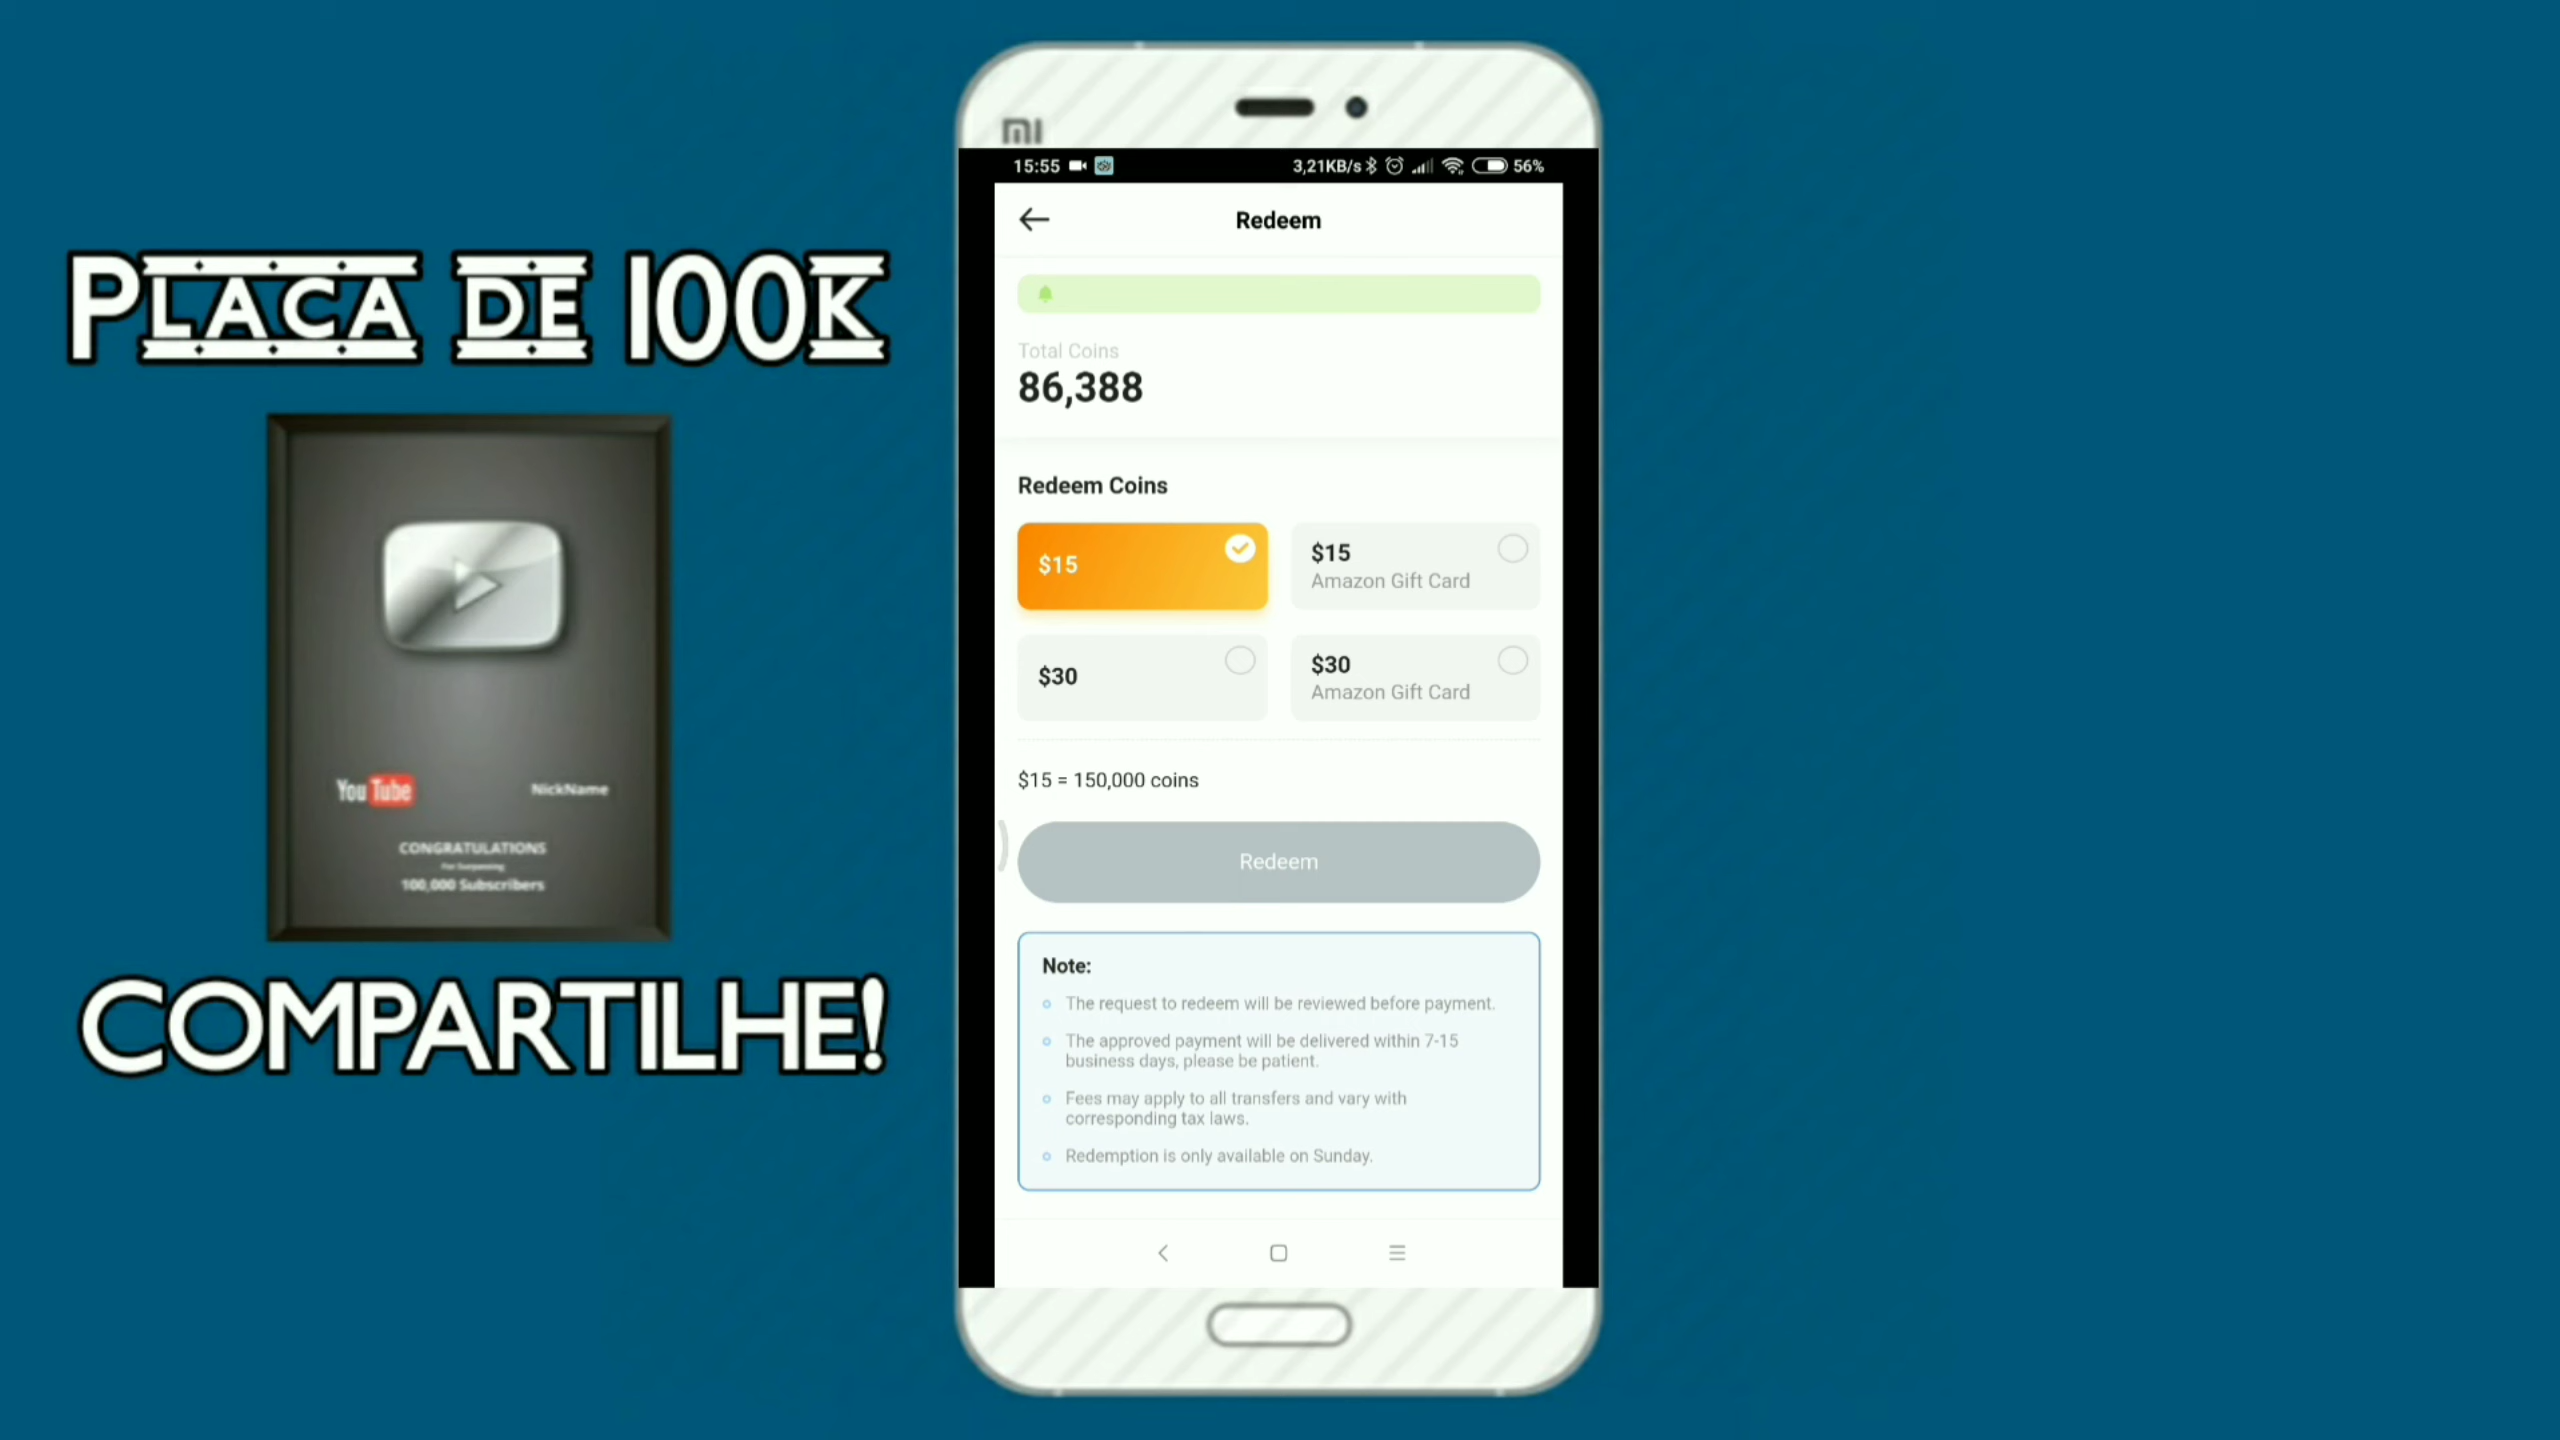 Placa de 100k
YouTube
NickName
CONGRATULATIONS
For Surpassing
100,000 Subscribers
COMPARTILHE!
mi
15:55
3,21KB/s
56%
Redeem
Total Coins
86,388
Redeem Coins
$15
$15
Amazon Gift Card
$30
$30
Amazon Gift Card
$15 = 150,000 coins
Redeem
Note:
The request to redeem will be reviewed before payment.
The approved payment will be delivered within 7-15
business days, please be patient.
Fees may apply to all transfers and vary with
corresponding tax laws.
Redemption is only available on Sunday.